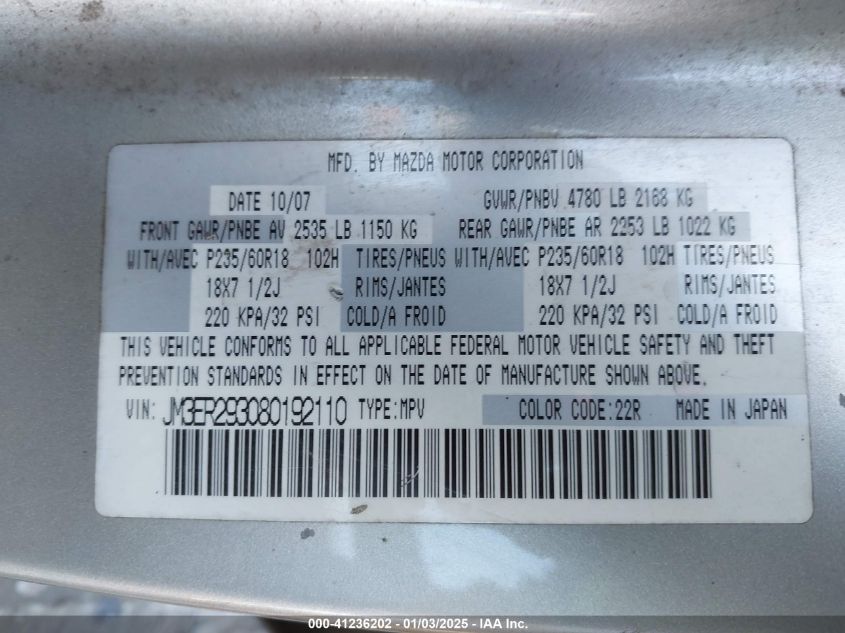 MFD. BY MAZDA MOTOR CORPORATION
DATE 10/07 GVWR/PNBV 4780 LB 2168 KG
FRONT GAWR/PNBE AV 2535 LB 1150 KG REAR GAWR/PNBE AR 2253 LB 1022 KG
WITH/AVEC P235/60R18 102H TIRES/PNEUS WITH/AVEC P235/60R18 102H TIRES/PNEUS
18X7 1/2J RIMS/JANTES 18X7 1/2J RIMS/JANTES
220 KPA/32 PSI COLD/A FROID 220 KPA/32 PSI COLD/A FROID
THIS VEHICLE CONFORMS TO ALL APPLICABLE FEDERAL MOTOR VEHICLE SAFETY AND THEFT
PREVENTION STANDARDS IN EFFECT ON THE DATE OF MANUFACTURE SHOWN ABOVE.
VIN: JM3ER293080192110 TYPE:MPV COLOR CODE:22R MADE IN JAPAN
000-41236202 - 01/03/2025 - IAA Inc.